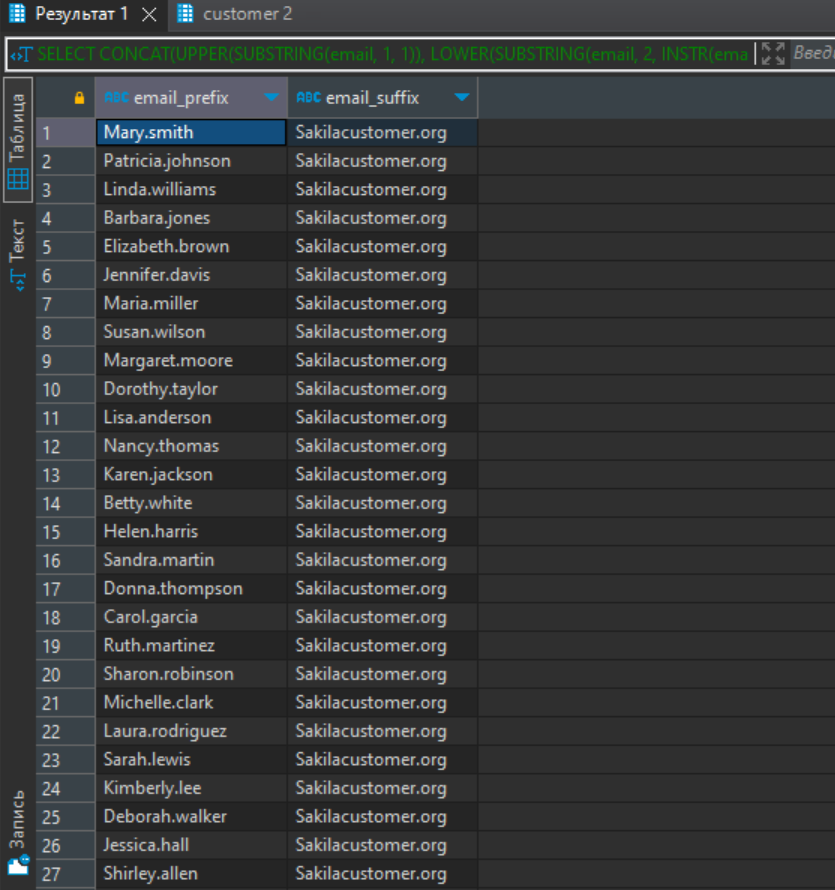 Результат 1 customer 2
SELECT CONCAT(UPPER(SUBSTRING(email, 1, 1)), LOWER(SUBSTRING(email, 2, INSTR(ema Введ
Таблица
Текст
Запись
ABC email_prefix ABC email_suffix
1 Mary.smith Sakilacustomer.org
2 Patricia.johnson Sakilacustomer.org
3 Linda.williams Sakilacustomer.org
4 Barbara.jones Sakilacustomer.org
5 Elizabeth.brown Sakilacustomer.org
6 Jennifer.davis Sakilacustomer.org
7 Maria.miller Sakilacustomer.org
8 Susan.wilson Sakilacustomer.org
9 Margaret.moore Sakilacustomer.org
10 Dorothy.taylor Sakilacustomer.org
11 Lisa.anderson Sakilacustomer.org
12 Nancy.thomas Sakilacustomer.org
13 Karen.jackson Sakilacustomer.org
14 Betty.white Sakilacustomer.org
15 Helen.harris Sakilacustomer.org
16 Sandra.martin Sakilacustomer.org
17 Donna.thompson Sakilacustomer.org
18 Carol.garcia Sakilacustomer.org
19 Ruth.martinez Sakilacustomer.org
20 Sharon.robinson Sakilacustomer.org
21 Michelle.clark Sakilacustomer.org
22 Laura.rodriguez Sakilacustomer.org
23 Sarah.lewis Sakilacustomer.org
24 Kimberly.lee Sakilacustomer.org
25 Deborah.walker Sakilacustomer.org
26 Jessica.hall Sakilacustomer.org
27 Shirley.allen Sakilacustomer.org